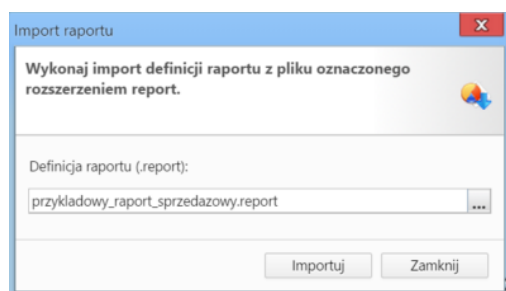 Import raportu
Wykonaj import definicji raportu z pliku oznaczonego
rozszerzeniem report.
Definicja raportu (.report):
przykladowy_raport_sprzedazowy.report
...
Importuj
Zamknij